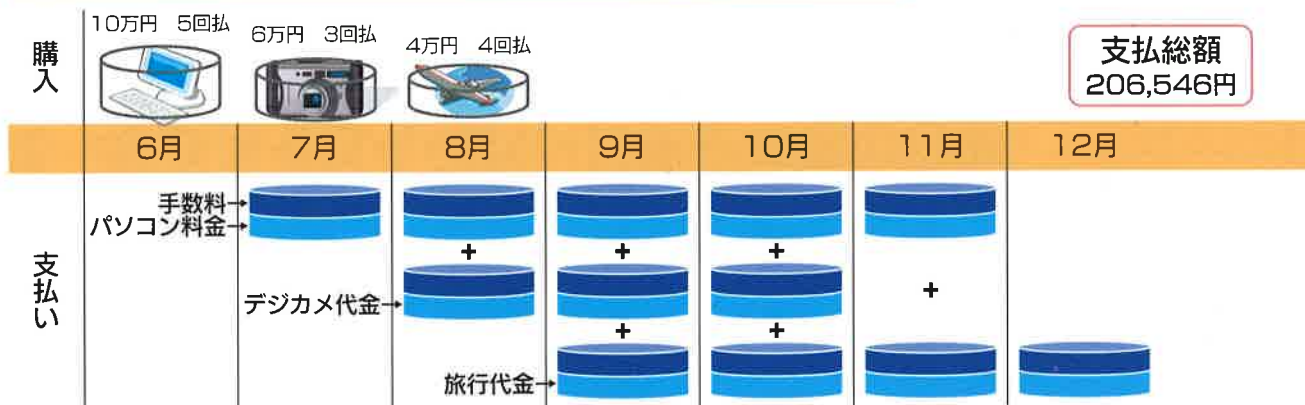 購入
10万円 5回払
6万円 3回払
4万円 4回払
支払総額
206,546円
6月 7月 8月 9月 10月 11月 12月
支払い
手数料→
パソコン料金→
+ + +
デジカメ代金→
+
+ +
旅行代金→